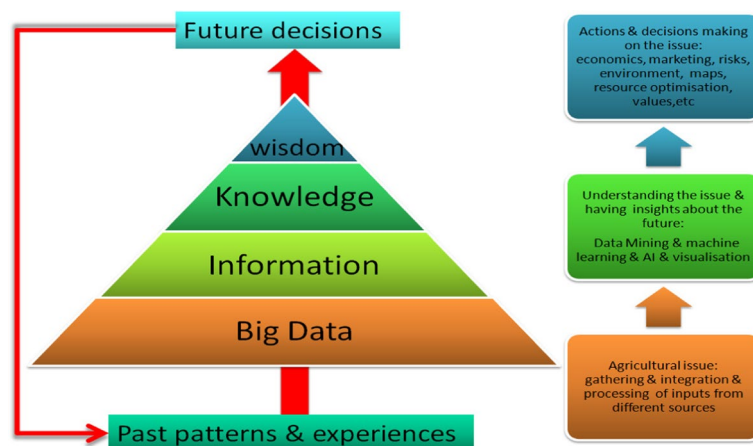 Future decisions
wisdom
Knowledge
Information
Big Data
Past patterns & experiences
Actions & decisions making
on the issue:
economics, marketing, risks,
environment, maps,
resource optimisation,
values,etc
Understanding the issue &
having insights about the
future:
Data Mining & machine
learning & AI & visualisation
Agricultural issue:
gathering & integration &
processing of inputs from
different sources